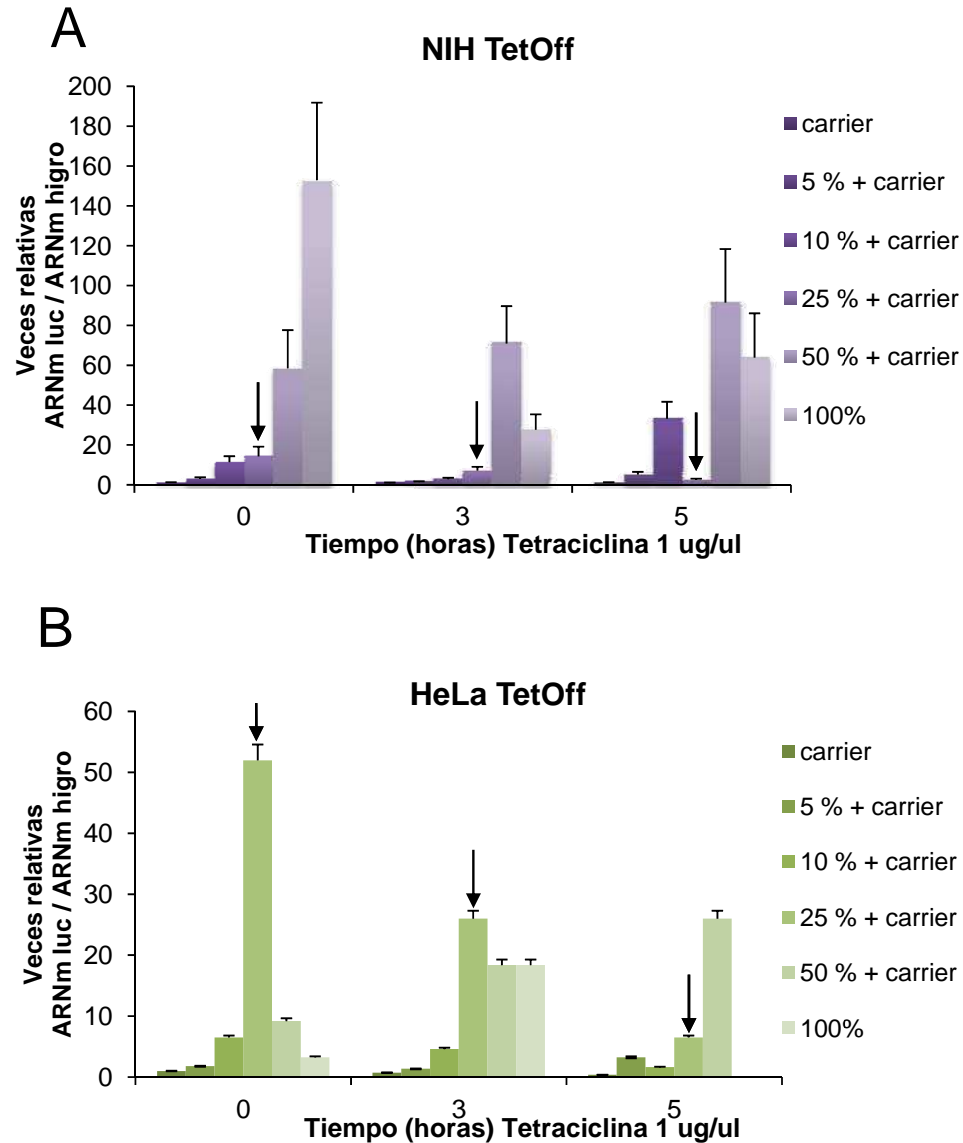 A
NIH TetOff
Veces relativas
ARNm luc / ARNm higro
200
180
160
140
120
100
80
60
40
20
0
0 3 5
Tiempo (horas) Tetraciclina 1 ug/ul
carrier
5 % + carrier
10 % + carrier
25 % + carrier
50 % + carrier
100%
B
HeLa TetOff
Veces relativas
ARNm luc / ARNm higro
60
50
40
30
20
10
0
0 3 5
Tiempo (horas) Tetraciclina 1 ug/ul
carrier
5 % + carrier
10 % + carrier
25 % + carrier
50 % + carrier
100%